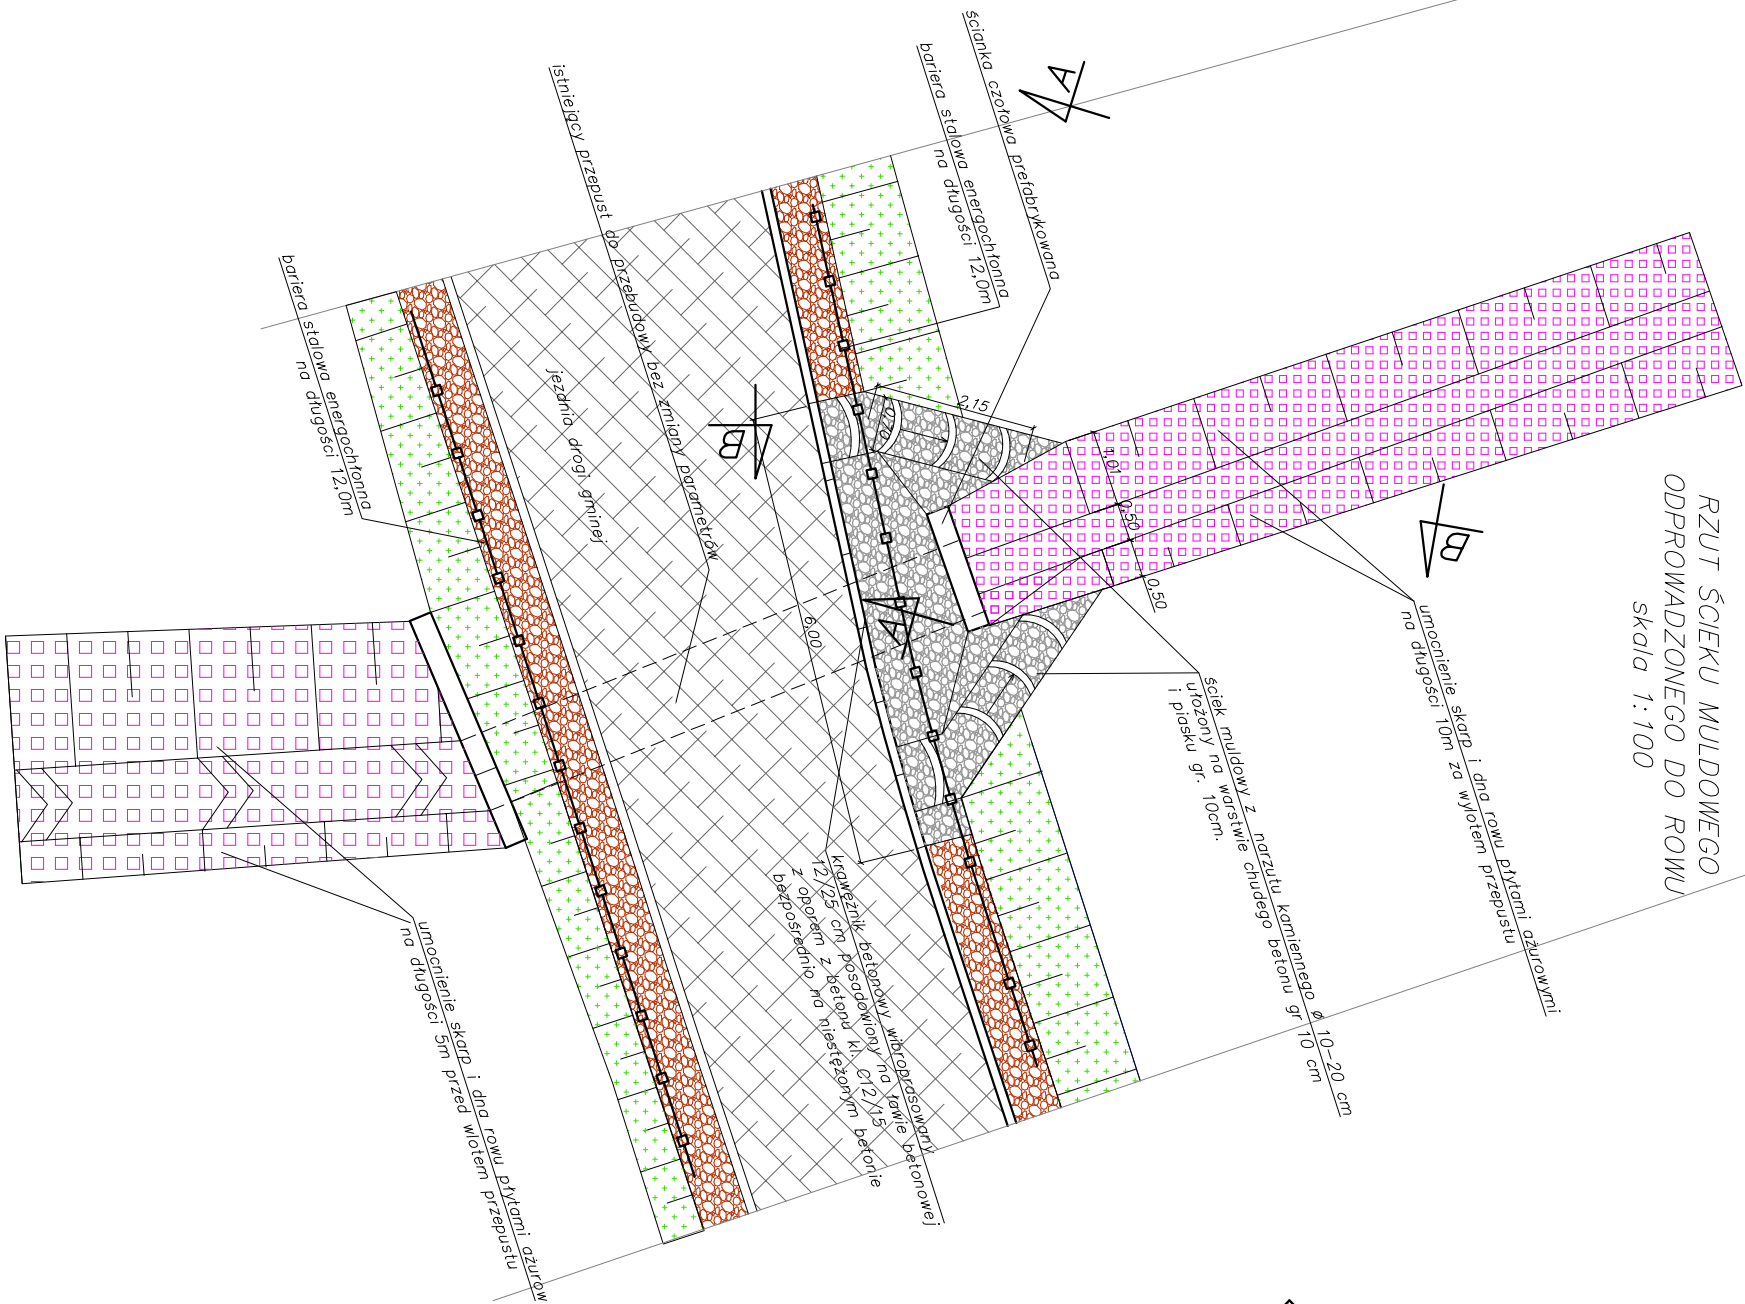 RZUT ŚCIEKU MULDOWEGO
ODPROWADZONEGO DO ROWU
skala 1:100
ścianka czołowa prefabrykowana
bariera stalowa energochłonna
na długości 12,0m
A
istniejący przepust do przebudowy bez zmiany parametrów
bariera stalowa energochłonna
na długości 12,0m
jezdnia drogi gminej
B
2,15
0,70
1,01
0,50
0,50
6,00
A
B
umocnienie skarp i dna rowu płytami ażurowymi
na długości 10m za wylotem przepustu
ściek muldowy z narzutu kamiennego ø 10-20 cm
ułożony na warstwie chudego betonu gr 10 cm
i piasku gr. 10cm.
krawężnik betonowy wibroprasowany
12/25 cm posadowiony na ławie betonowej
z oporem z betonu kl. C12/15
bezpośrednio na niestężonym betonie
umocnienie skarp i dna rowu płytami ażurow
na długości 5m przed wlotem przepustu